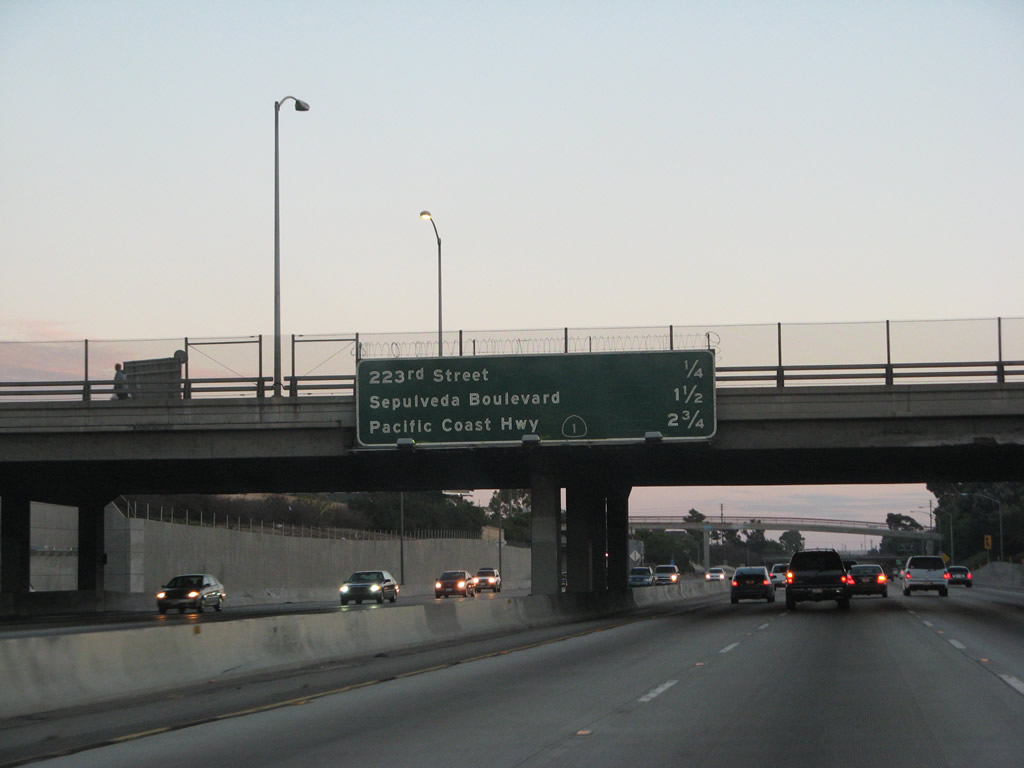 223rd Street 1/4
Sepulveda Boulevard 1 1/2
Pacific Coast Hwy 1 2 3/4